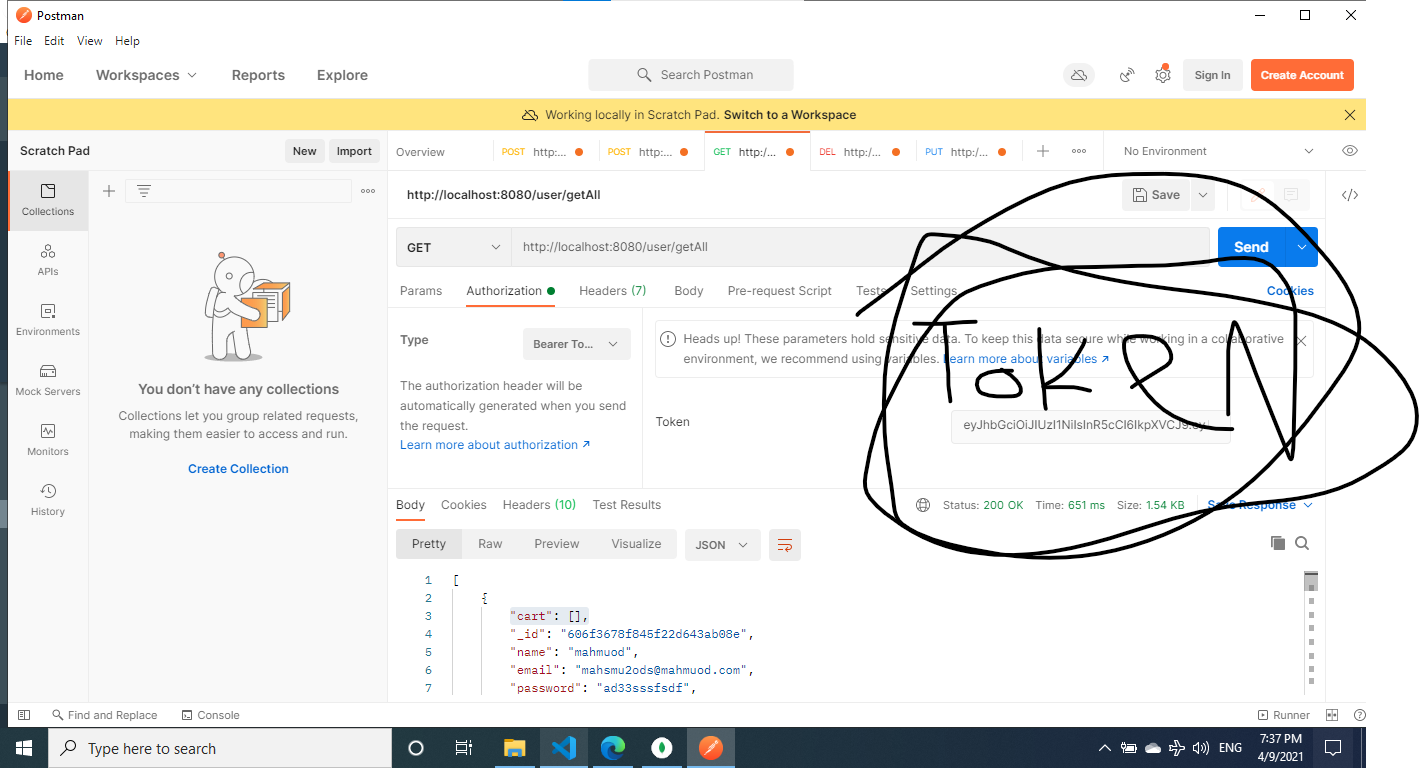 Postman
File Edit View Help
Home Workspaces Reports Explore Search Postman Sign In Create Account
Working locally in Scratch Pad. Switch to a Workspace
Scratch Pad New Import Overview POST http:... POST http:... GET http:/... DEL http:/... PUT http:/... No Environment
Collections
http://localhost:8080/user/getAll Save
APIs
GET http://localhost:8080/user/getAll Send
Environments
Params Authorization Headers (7) Body Pre-request Script Tests Settings Cookies
Mock Servers
Type Bearer To...
Heads up! These parameters hold sensitive data. To keep this data secure while working in a collaborative
environment, we recommend using variables. Learn more about variables ↗
Token
Monitors
You don't have any collections
Collections let you group related requests,
making them easier to access and run.
Create Collection
The authorization header will be
automatically generated when you send
the request.
Learn more about authorization ↗
Token
History
Body Cookies Headers (10) Test Results Status: 200 OK Time: 651 ms Size: 1.54 KB Save Response
Pretty Raw Preview Visualize JSON
1 [
2 {
3 "cart": [],
4 "_id": "606f3678f845f22d643ab08e",
5 "name": "mahmuod",
6 "email": "mahsmu2ods@mahmuod.com",
7 "password": "ad33sssfsdf",
Find and Replace Console Runner
Type here to search ENG 7:37 PM
4/9/2021